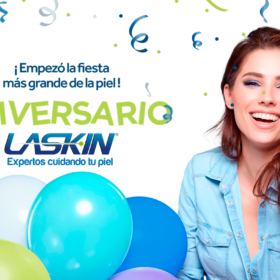 ¡Empezó la fiesta
más grande de la piel!
IVERSARIO
LASKIN®
Expertos cuidando tu piel